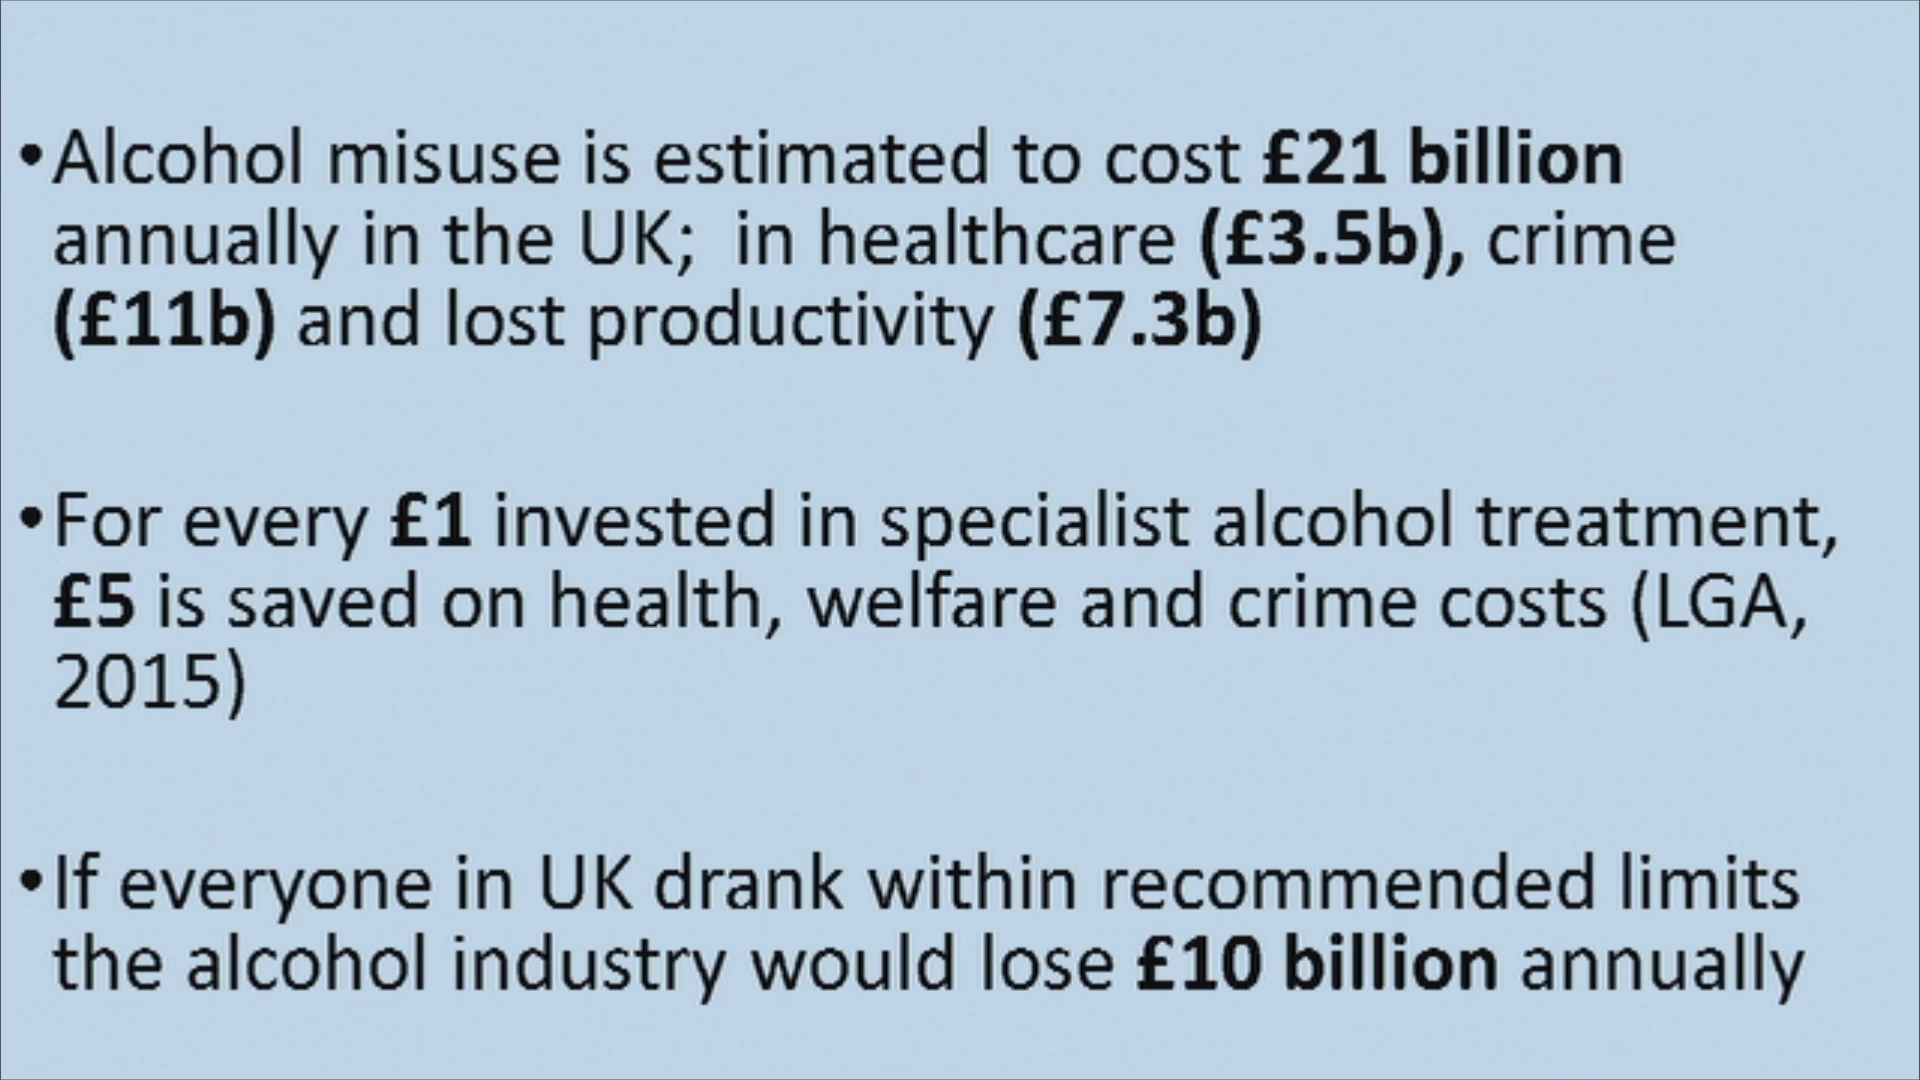 •Alcohol misuse is estimated to cost £21 billion
annually in the UK;  in healthcare (£3.5b), crime
(£11b) and lost productivity (£7.3b)
•For every £1 invested in specialist alcohol treatment,
£5 is saved on health, welfare and crime costs (LGA,
2015)
•If everyone in UK drank within recommended limits
the alcohol industry would lose £10 billion annually